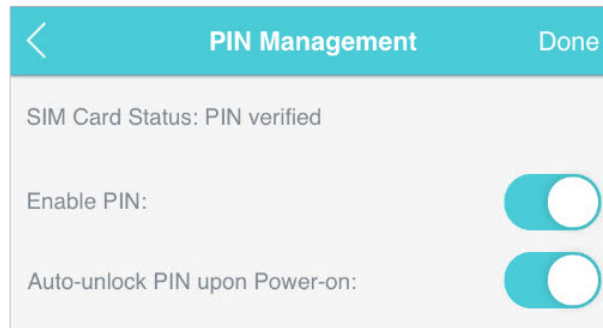 PIN Management Done
SIM Card Status: PIN verified
Enable PIN:
Auto-unlock PIN upon Power-on: